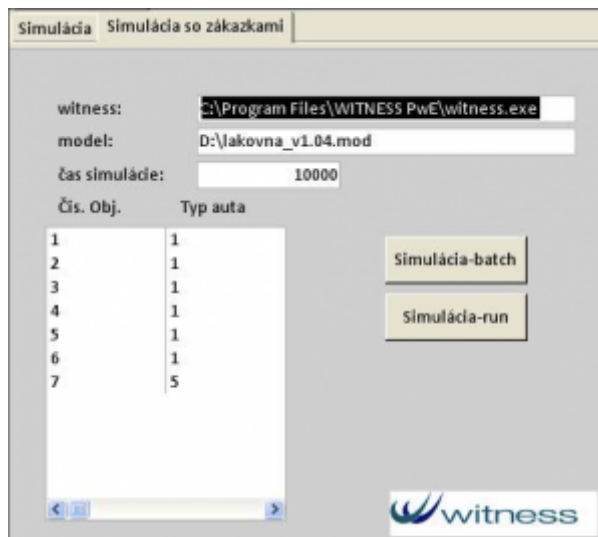 Simulácia Simulácia so zákazkami
witness: C:\Program Files\WITNESS PwE\witness.exe
model: D:\lakovna_v1.04.mod
čas simulácie: 10000
Čís. Obj. Typ auta
1 1
2 1
3 1
4 1
5 1
6 1
7 5
Simulácia-batch
Simulácia-run
witness